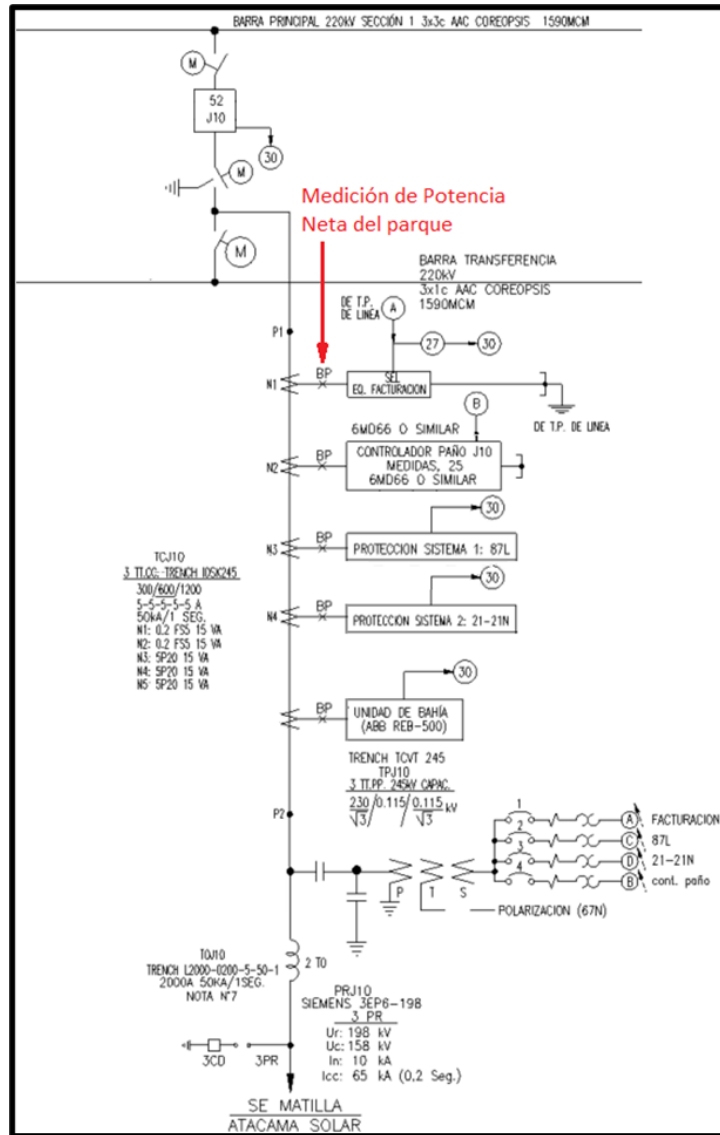 BARRA PRINCIPAL 220kV SECCIÓN 1 3x3c AAC COREOPSIS 1590MCM
M
52
J10
30
M
Medición de Potencia
Neta del parque
M
BARRA TRANSFERENCIA
220kV
3x1c AAC COREOPSIS
1590MCM
DE T.P.
DE LINEA
A
P1
27
30
BP
N1
SEL
EQ. FACTURACION
DE T.P. DE LINEA
B
6MD66 O SIMILAR
BP
N2
CONTROLADOR PAÑO J10
MEDIDAS, 25
6MD66 O SIMILAR
30
BP
N3
PROTECCION SISTEMA 1: 87L
TCJ10
3 TT.CC. TRENCH IOSK245
300/600/1200
5-5-5-5-5 A
50kA/1 SEG.
N1: 0.2 FS5 15 VA
N2: 0.2 FS5 15 VA
N3: 5P20 15 VA
N4: 5P20 15 VA
N5: 5P20 15 VA
30
BP
N4
PROTECCION SISTEMA 2: 21-21N
30
BP
UNIDAD DE BAHÍA
(ABB REB-500)
TRENCH TCVT 245
TPJ10
3 TT.PP. 245kV CAPAC.
230/√3 / 0.115 / 0.115/√3 kV
P2
1
A FACTURACION
2
C 87L
3
D 21-21N
4
B cont. paño
P T S
POLARIZACION (67N)
TOJ10
TRENCH L2000-0200-5-50-1
2000A 50KA/1SEG.
NOTA N°7
2 TO
PRJ10
SIEMENS 3EP6-198
3 PR
Ur: 198 kV
Uc: 158 kV
In: 10 kA
Icc: 65 kA (0,2 Seg.)
3CD 3PR
SE MATILLA
ATACAMA SOLAR